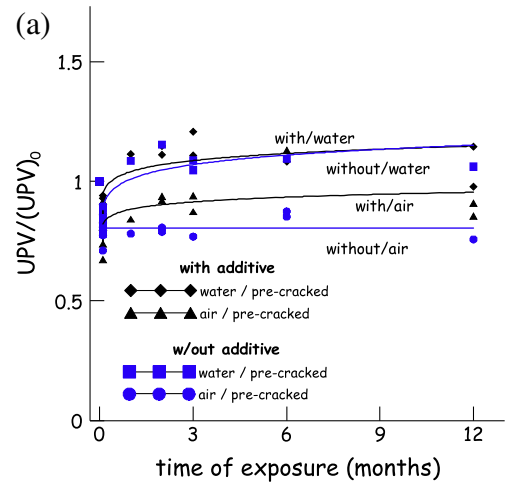 (a)
1.5
1
0.5
0
UPV/(UPV)0
with/water
without/water
with/air
without/air
with additive
water / pre-cracked
air / pre-cracked
w/out additive
water / pre-cracked
air / pre-cracked
0 3 6 9 12
time of exposure (months)